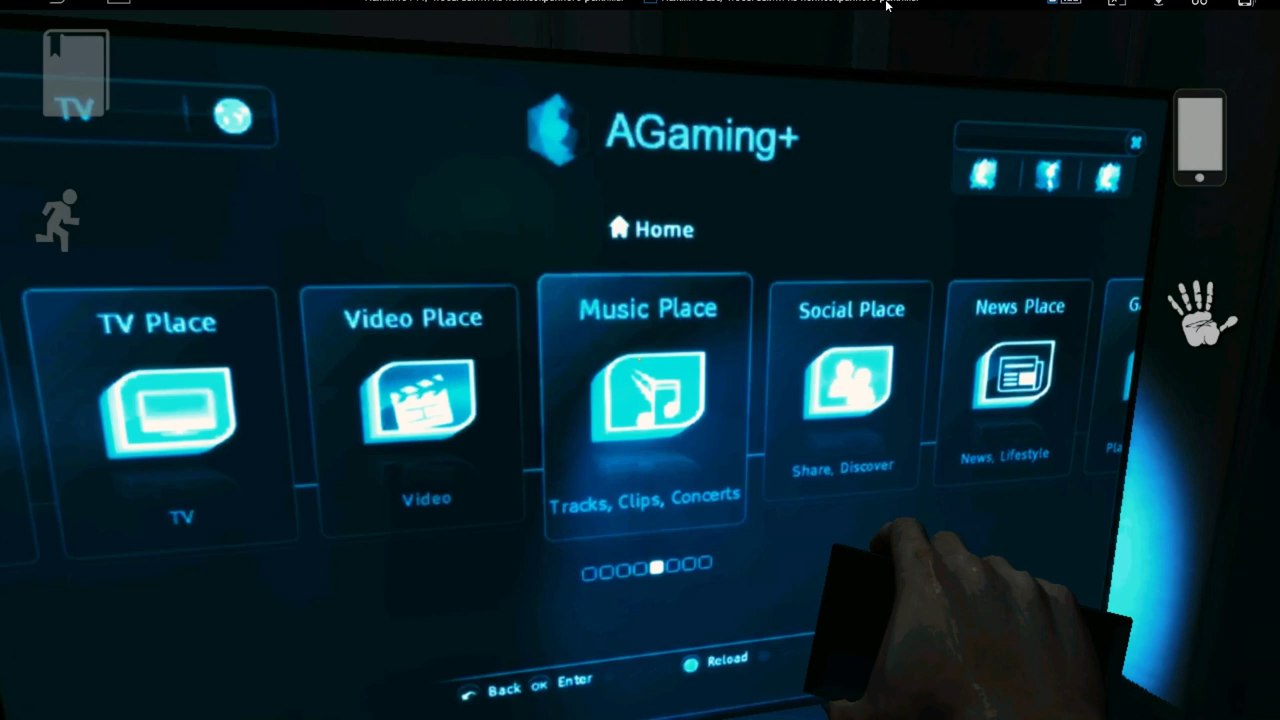 TV
AGaming+
Home
TV Place
Video Place
Music Place
Social Place
News Place
TV
Video
Tracks, Clips, Concerts
Share, Discover
News, Lifestyle
Back OK Enter
Reload